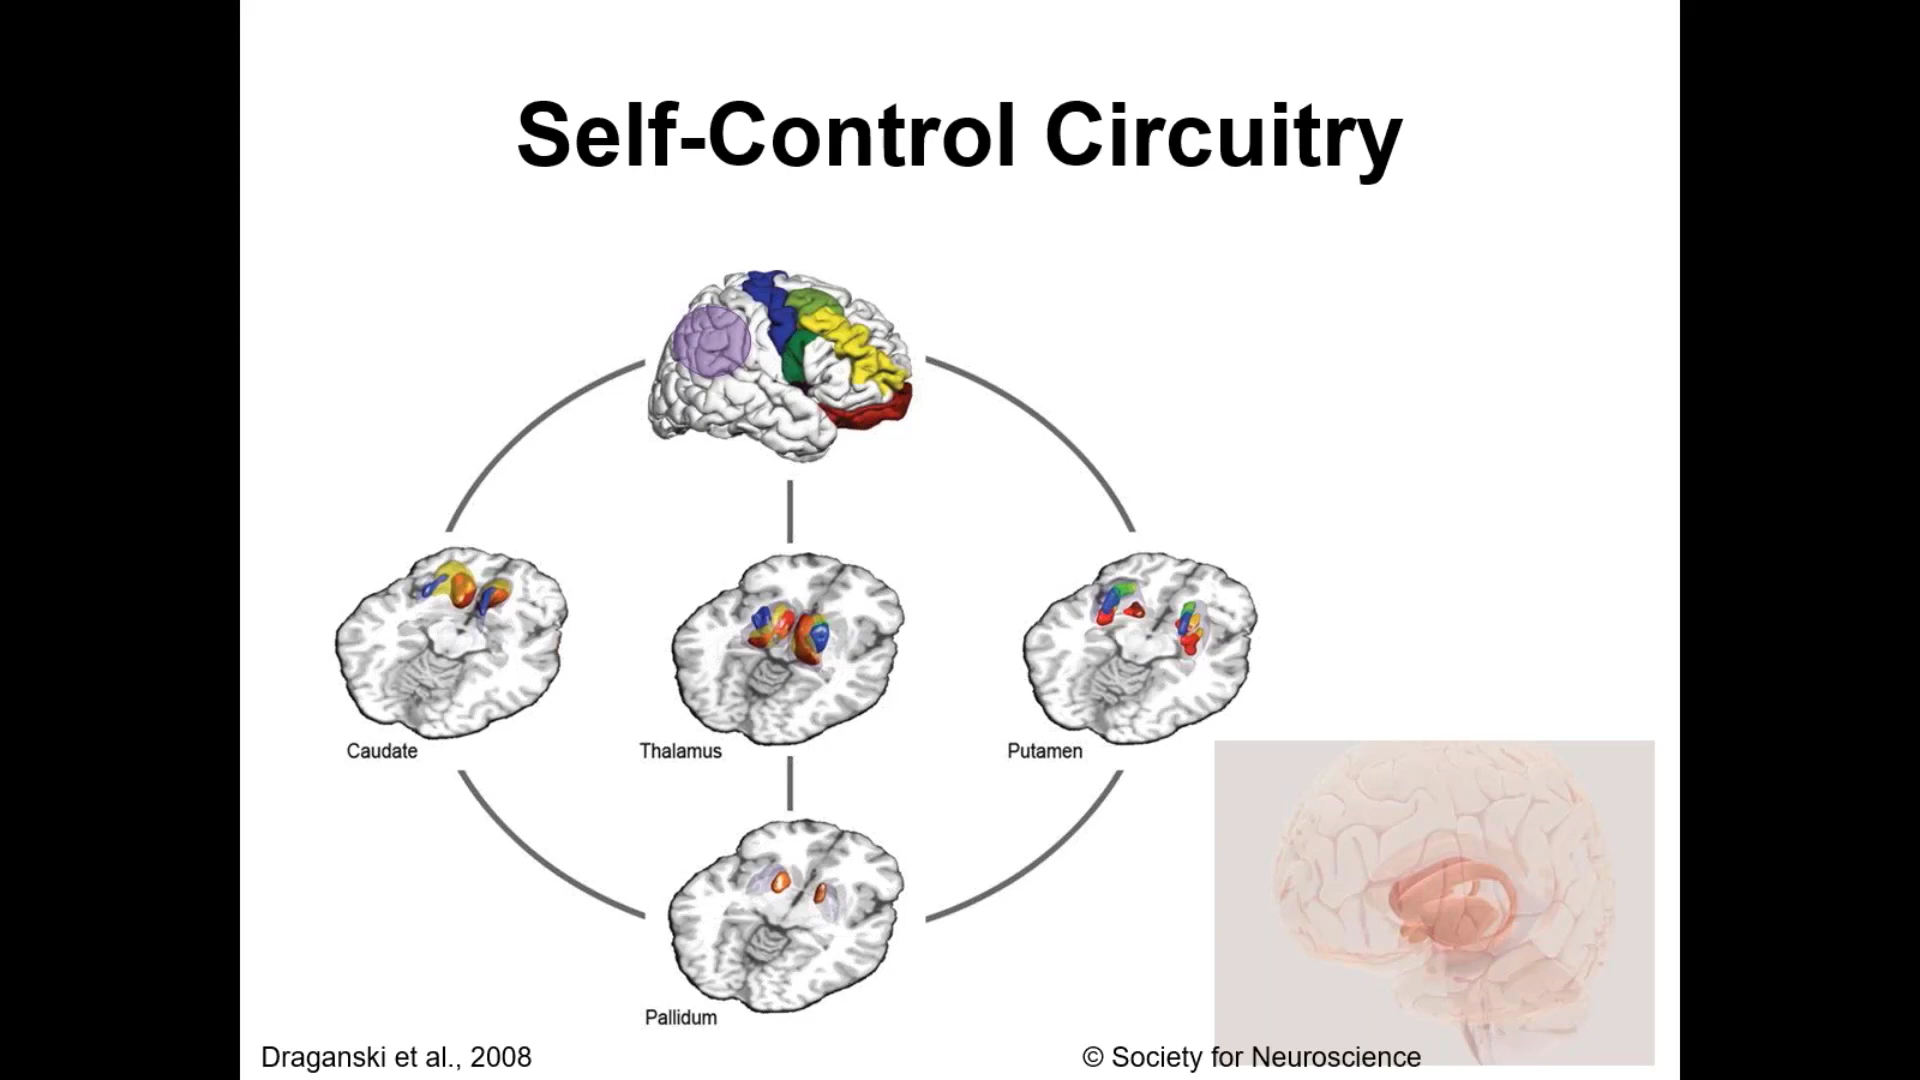 Self-Control Circuitry
Caudate
Thalamus
Putamen
Pallidum
Draganski et al., 2008
© Society for Neuroscience